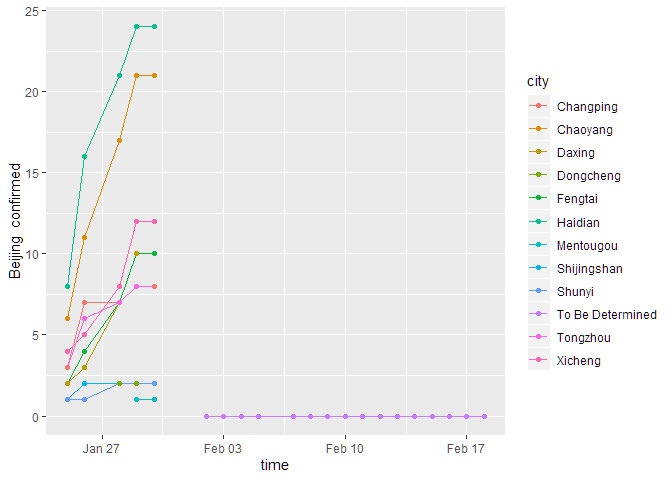 25
20
15
10
5
0
Beijing confirmed
Jan 27
Feb 03
Feb 10
Feb 17
time
city
Changping
Chaoyang
Daxing
Dongcheng
Fengtai
Haidian
Mentougou
Shijingshan
Shunyi
To Be Determined
Tongzhou
Xicheng